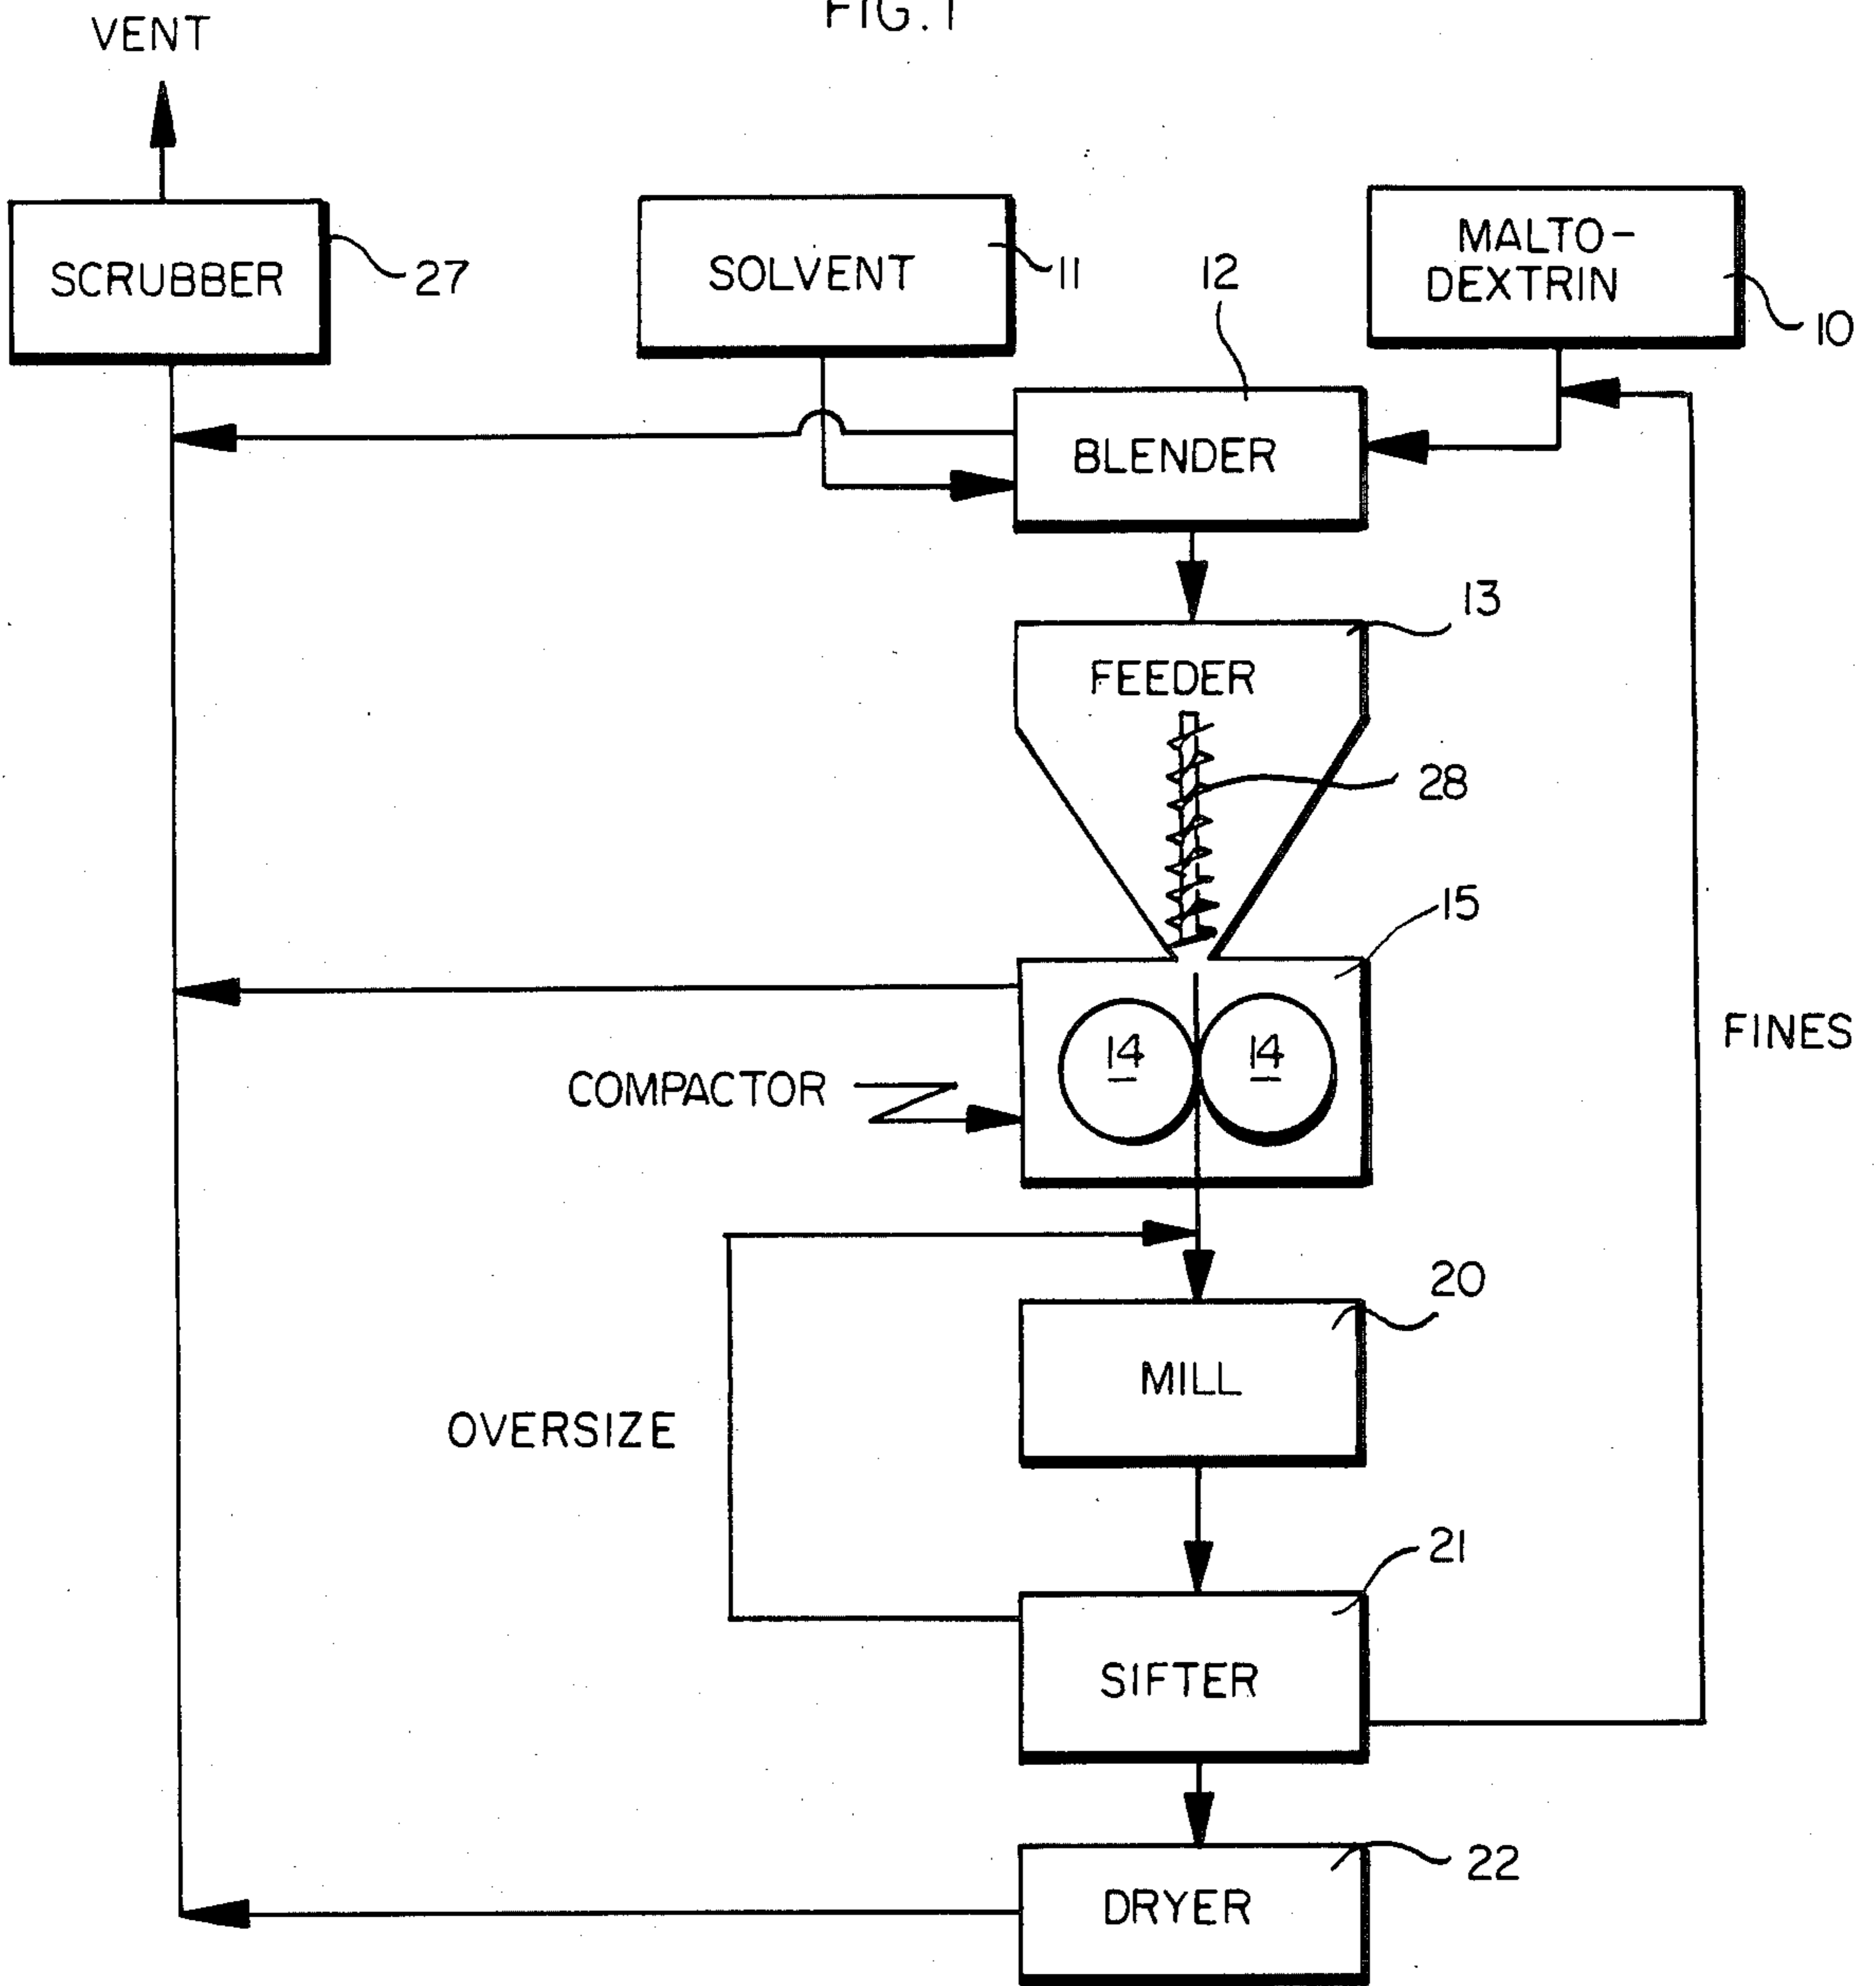 FIG. 1
VENT
SCRUBBER
27
SOLVENT
11
12
MALTO-
DEXTRIN
10
BLENDER
13
FEEDER
28
15
14
14
COMPACTOR
FINES
20
MILL
OVERSIZE
21
SIFTER
22
DRYER